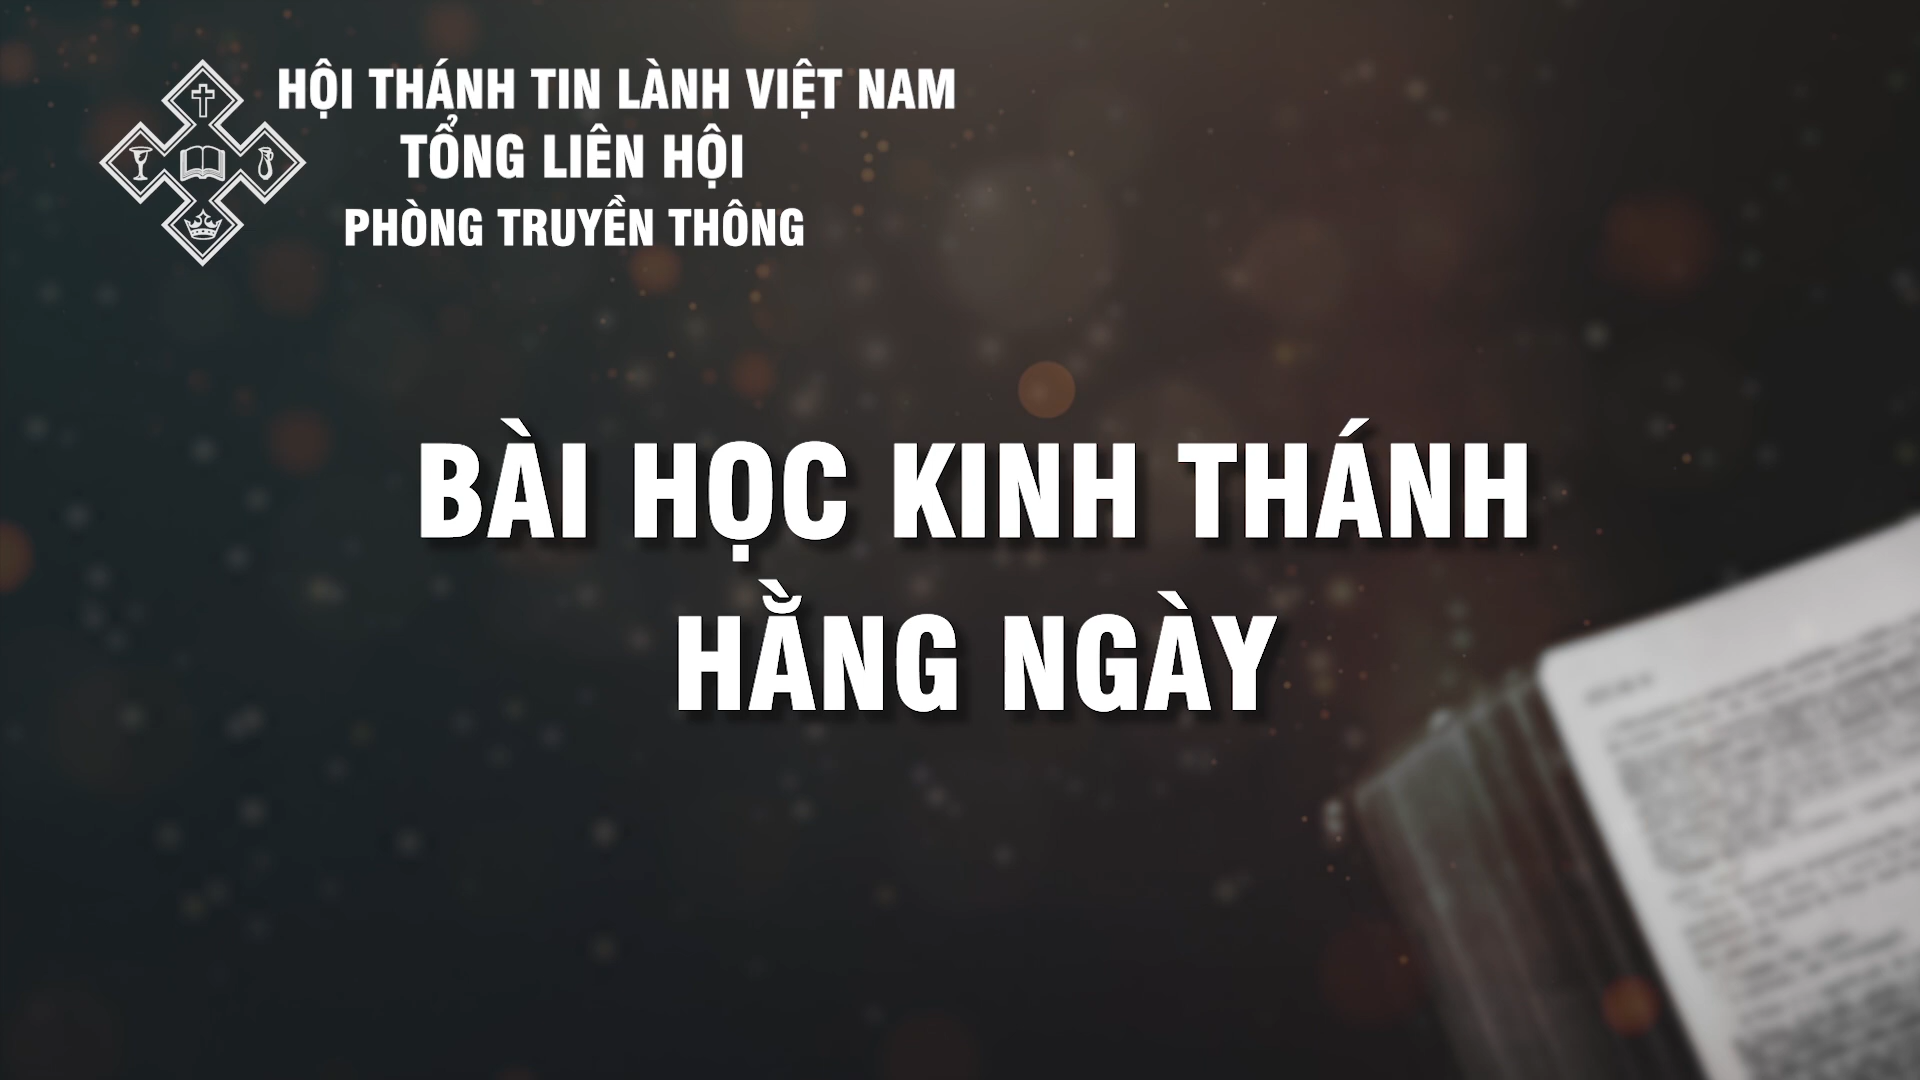 HỘI THÁNH TIN LÀNH VIỆT NAM
TỔNG LIÊN HỘI
PHÒNG TRUYỀN THÔNG
BÀI HỌC KINH THÁNH
HẰNG NGÀY